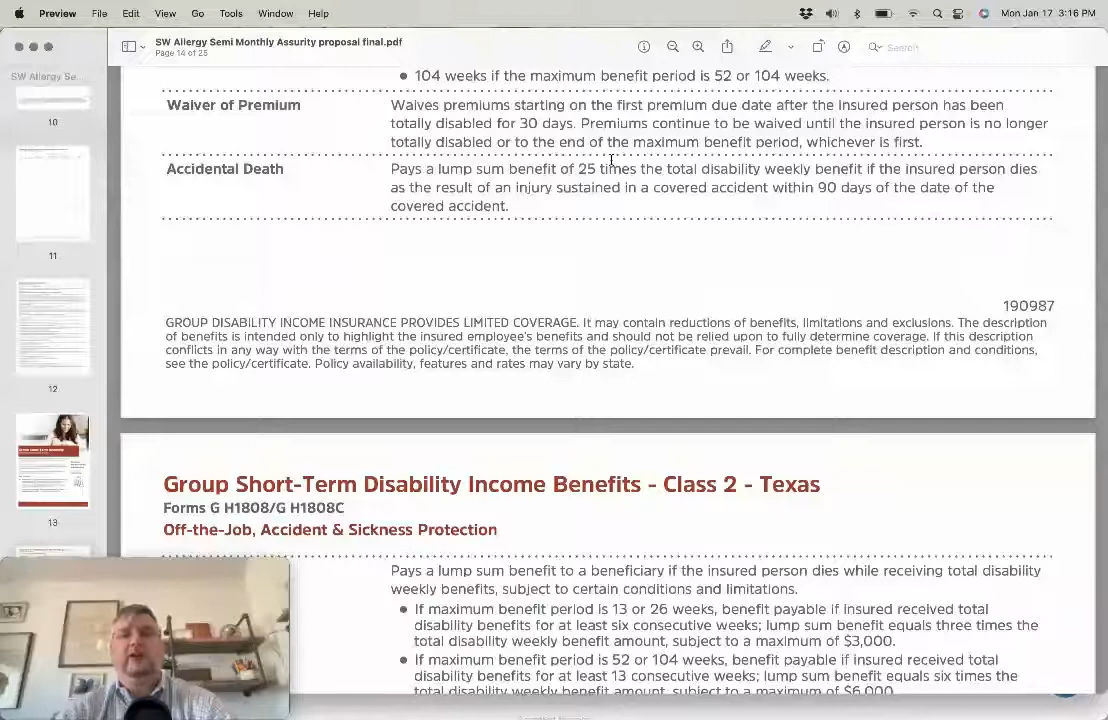 Preview File Edit View Go Tools Window Help
Mon Jan 17 3:16 PM
SW Allergy Semi Monthly Assurity proposal final.pdf
Page 14 of 25
Search
SW Allergy Se...
10
11
12
13
104 weeks if the maximum benefit period is 52 or 104 weeks.
Waiver of Premium
Waives premiums starting on the first premium due date after the insured person has been
totally disabled for 30 days. Premiums continue to be waived until the insured person is no longer
totally disabled or to the end of the maximum benefit period, whichever is first.
Accidental Death
Pays a lump sum benefit of 25 times the total disability weekly benefit if the insured person dies
as the result of an injury sustained in a covered accident within 90 days of the date of the
covered accident.
190987
GROUP DISABILITY INCOME INSURANCE PROVIDES LIMITED COVERAGE. It may contain reductions of benefits, limitations and exclusions. The description
of benefits is intended only to highlight the insured employee's benefits and should not be relied upon to fully determine coverage. If this description
conflicts in any way with the terms of the policy/certificate, the terms of the policy/certificate prevail. For complete benefit description and conditions,
see the policy/certificate. Policy availability, features and rates may vary by state.
Group Short-Term Disability Income Benefits - Class 2 - Texas
Forms G H1808/G H1808C
Off-the-Job, Accident & Sickness Protection
Pays a lump sum benefit to a beneficiary if the insured person dies while receiving total disability
weekly benefits, subject to certain conditions and limitations.
If maximum benefit period is 13 or 26 weeks, benefit payable if insured received total
disability benefits for at least six consecutive weeks; lump sum benefit equals three times the
total disability weekly benefit amount, subject to a maximum of $3,000.
If maximum benefit period is 52 or 104 weeks, benefit payable if insured received total
disability benefits for at least 13 consecutive weeks; lump sum benefit equals six times the
total disability weekly benefit amount, subject to a maximum of $6,000.